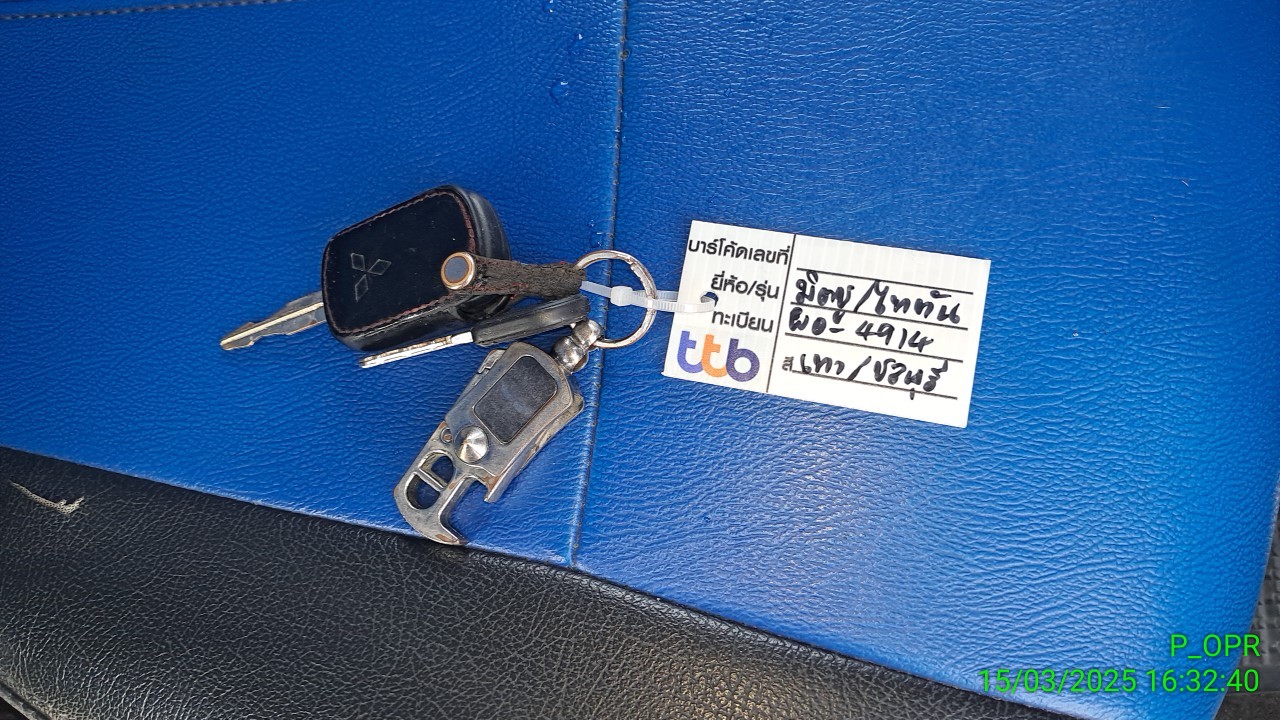 บาร์โค้ดเลขที่
ยี่ห้อ/รุ่น มิตซู/ไททัน
ทะเบียน ผอ-4914
ttb สี เทา/ชลบุรี
P_OPR
15/03/2025 16:32:40